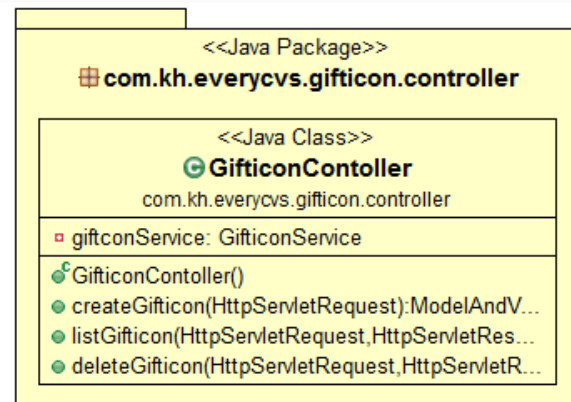 <<Java Package>>
com.kh.everycvs.gifticon.controller
<<Java Class>>
GifticonContoller
com.kh.everycvs.gifticon.controller
giftconService: GifticonService
GifticonContoller()
createGifticon(HttpServletRequest):ModelAndV...
listGifticon(HttpServletRequest,HttpServletRes...
deleteGifticon(HttpServletRequest,HttpServletR...